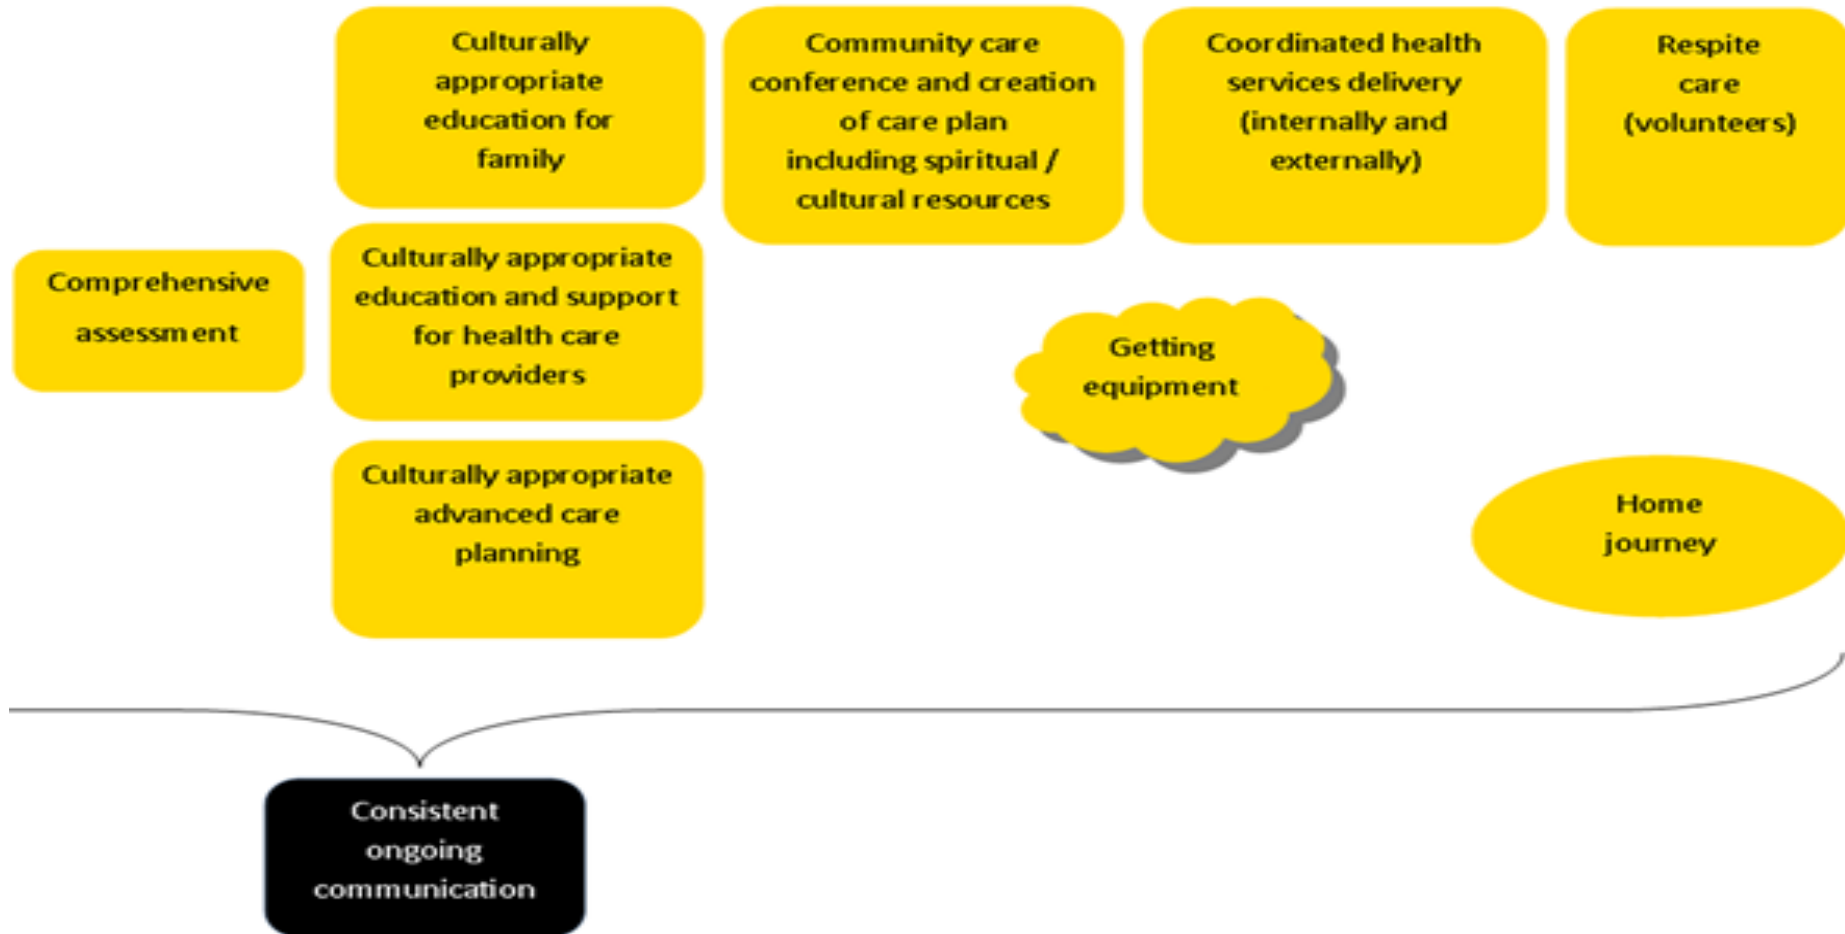 Culturally
appropriate
education for
family
Community care
conference and creation
of care plan
including spiritual /
cultural resources
Coordinated health
services delivery
(internally and
externally)
Respite
care
(volunteers)
Comprehensive
assessment
Culturally appropriate
education and support
for health care
providers
Getting
equipment
Culturally appropriate
advanced care
planning
Home
journey
Consistent
ongoing
communication